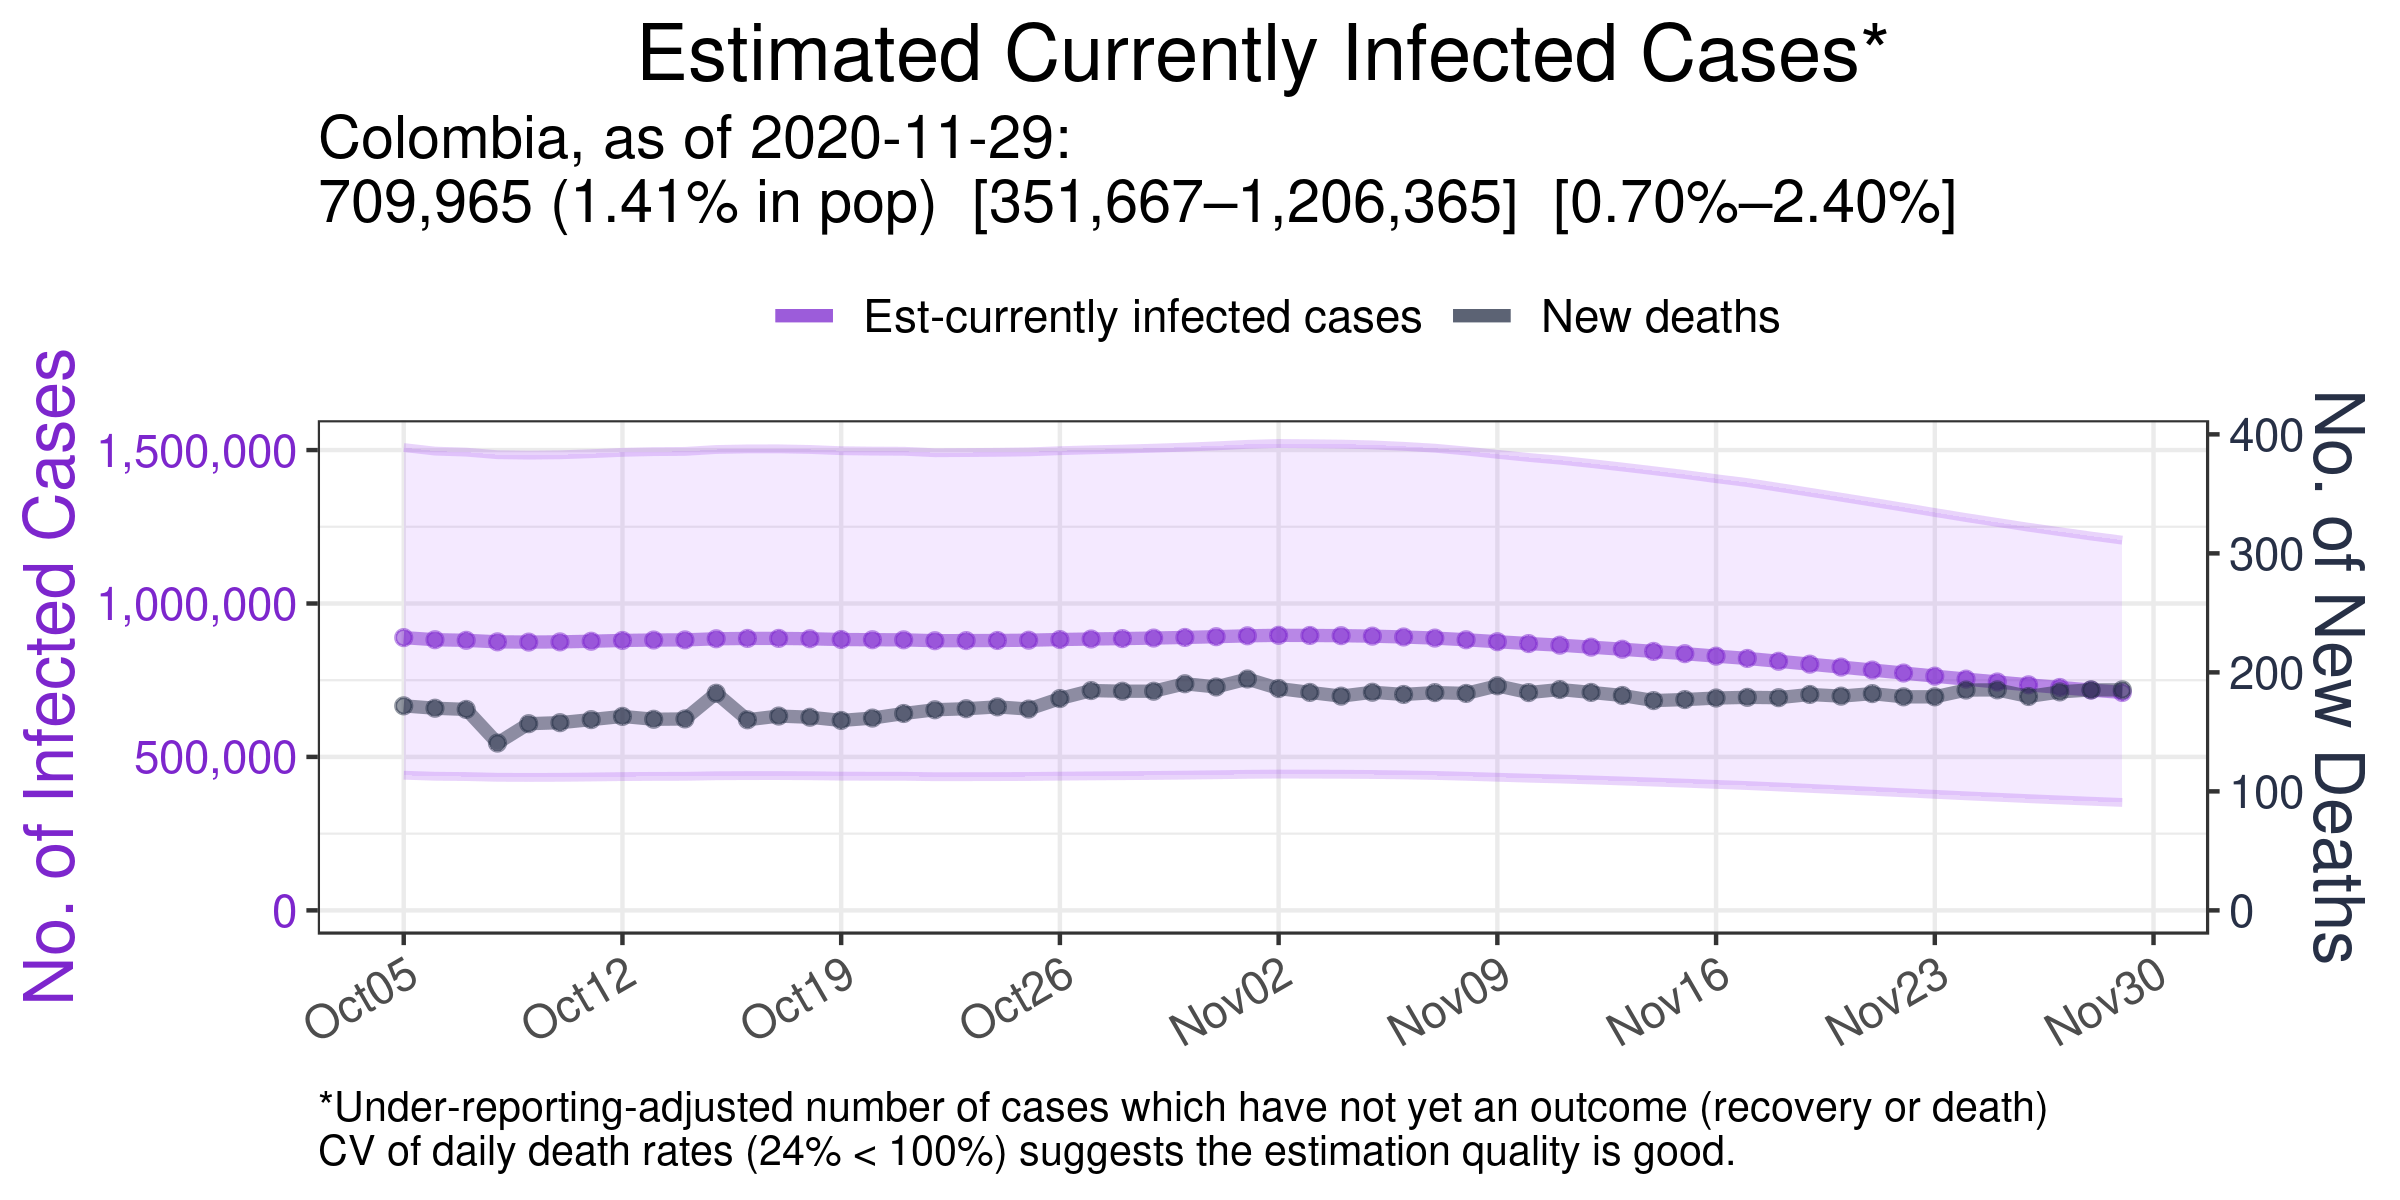 Estimated Currently Infected Cases*
Colombia, as of 2020-11-29:
709,965 (1.41% in pop)  [351,667–1,206,365]  [0.70%–2.40%]
Est-currently infected cases
New deaths
No. of Infected Cases
1,500,000
1,000,000
500,000
0
No. of New Deaths
400
300
200
100
0
Oct05
Oct12
Oct19
Oct26
Nov02
Nov09
Nov16
Nov23
Nov30
*Under-reporting-adjusted number of cases which have not yet an outcome (recovery or death)
CV of daily death rates (24% < 100%) suggests the estimation quality is good.